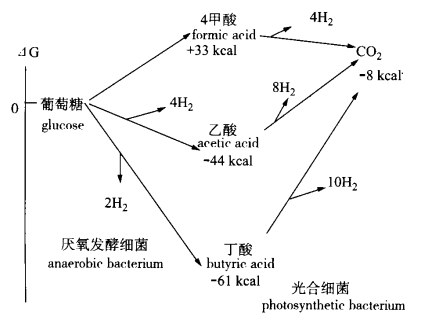 4甲酸
formic acid
+33 kcal
4H₂
CO₂
-8 kcal
ΔG
0
葡萄糖
glucose
4H₂
8H₂
乙酸
acetic acid
-44 kcal
2H₂
10H₂
厌氧发酵细菌
anaerobic bacterium
丁酸
butyric acid
-61 kcal
光合细菌
photosynthetic bacterium